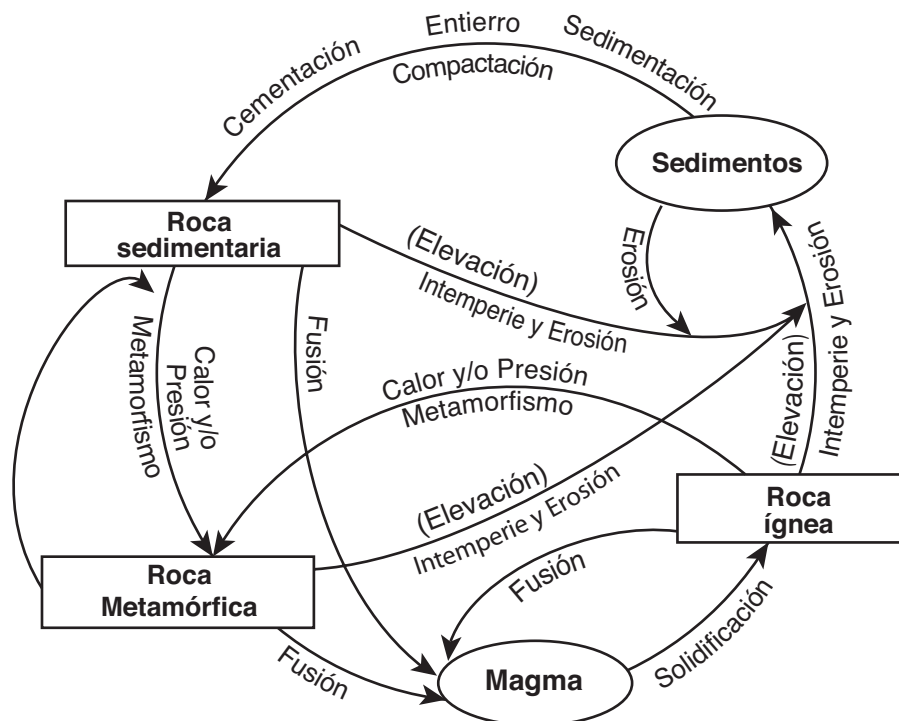 Cementación
Entierro
Sedimentación
Compactación
Sedimentos
Roca
sedimentaria
(Elevación)
Intemperie y Erosión
Erosión
(Elevación)
Intemperie y Erosión
Metamorfismo
Calor y/o
Presión
Fusión
Calor y/o Presión
Metamorfismo
(Elevación)
Intemperie y Erosión
Roca
ígnea
Roca
Metamórfica
Fusión
Fusión
Magma
Solidificación